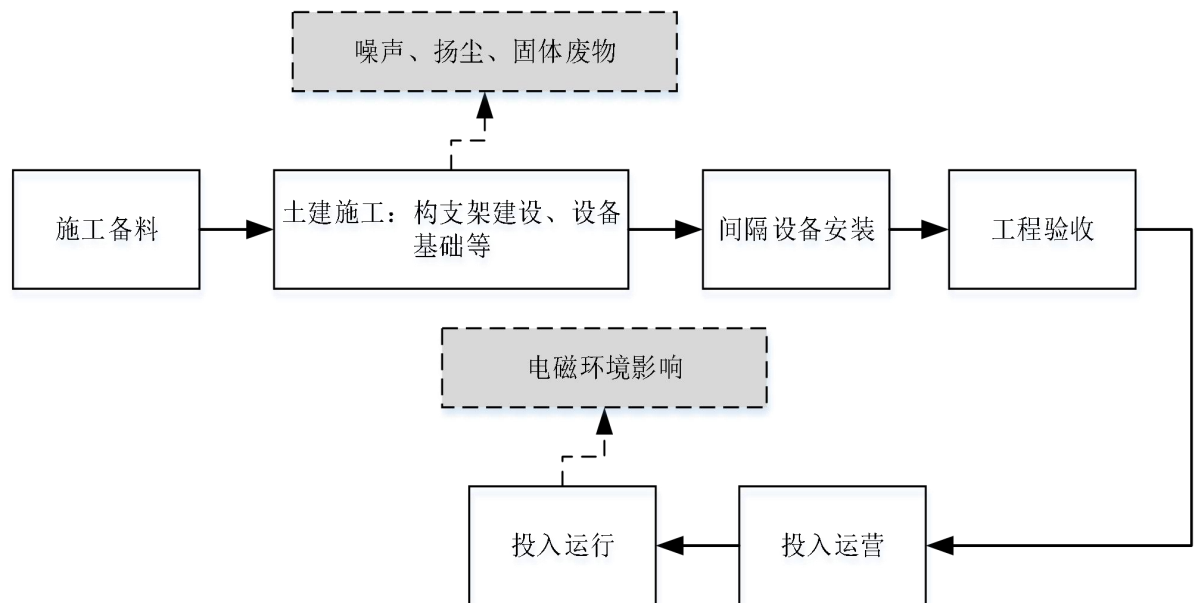 噪声、扬尘、固体废物
施工备料
土建施工：构支架建设、设备
基础等
间隔设备安装
工程验收
电磁环境影响
投入运行
投入运营